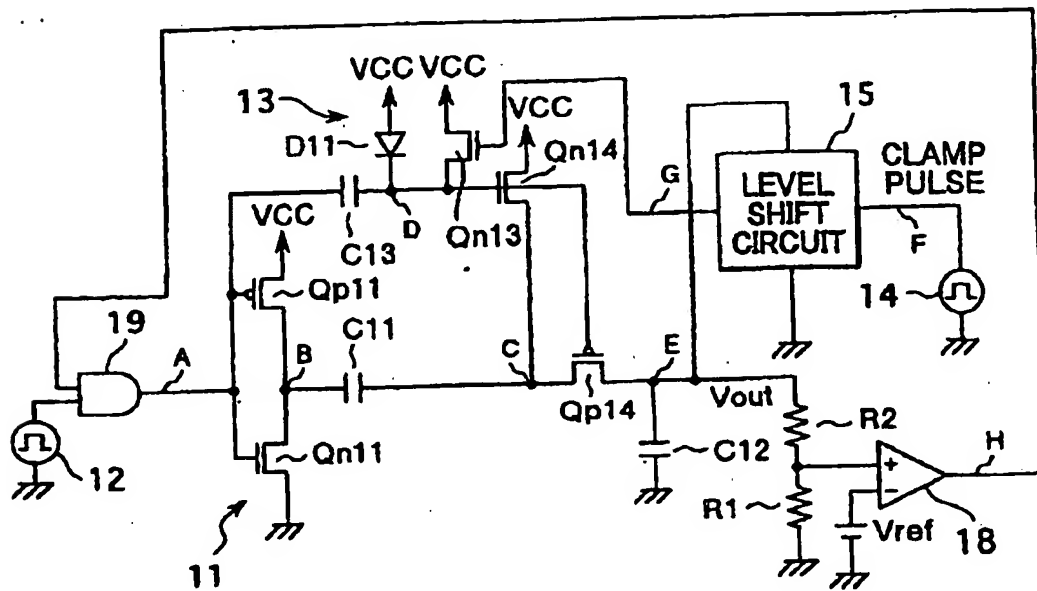 VCC VCC
13
VCC
15
D11
Qn14
CLAMP
PULSE
G
LEVEL
SHIFT
CIRCUIT
VCC
D
Qn13
F
C13
14
Qp11
19
C11
A
B
C
E
Qp14
Vout
R2
Qn11
C12
H
12
+
R1
−
Vref
18
11